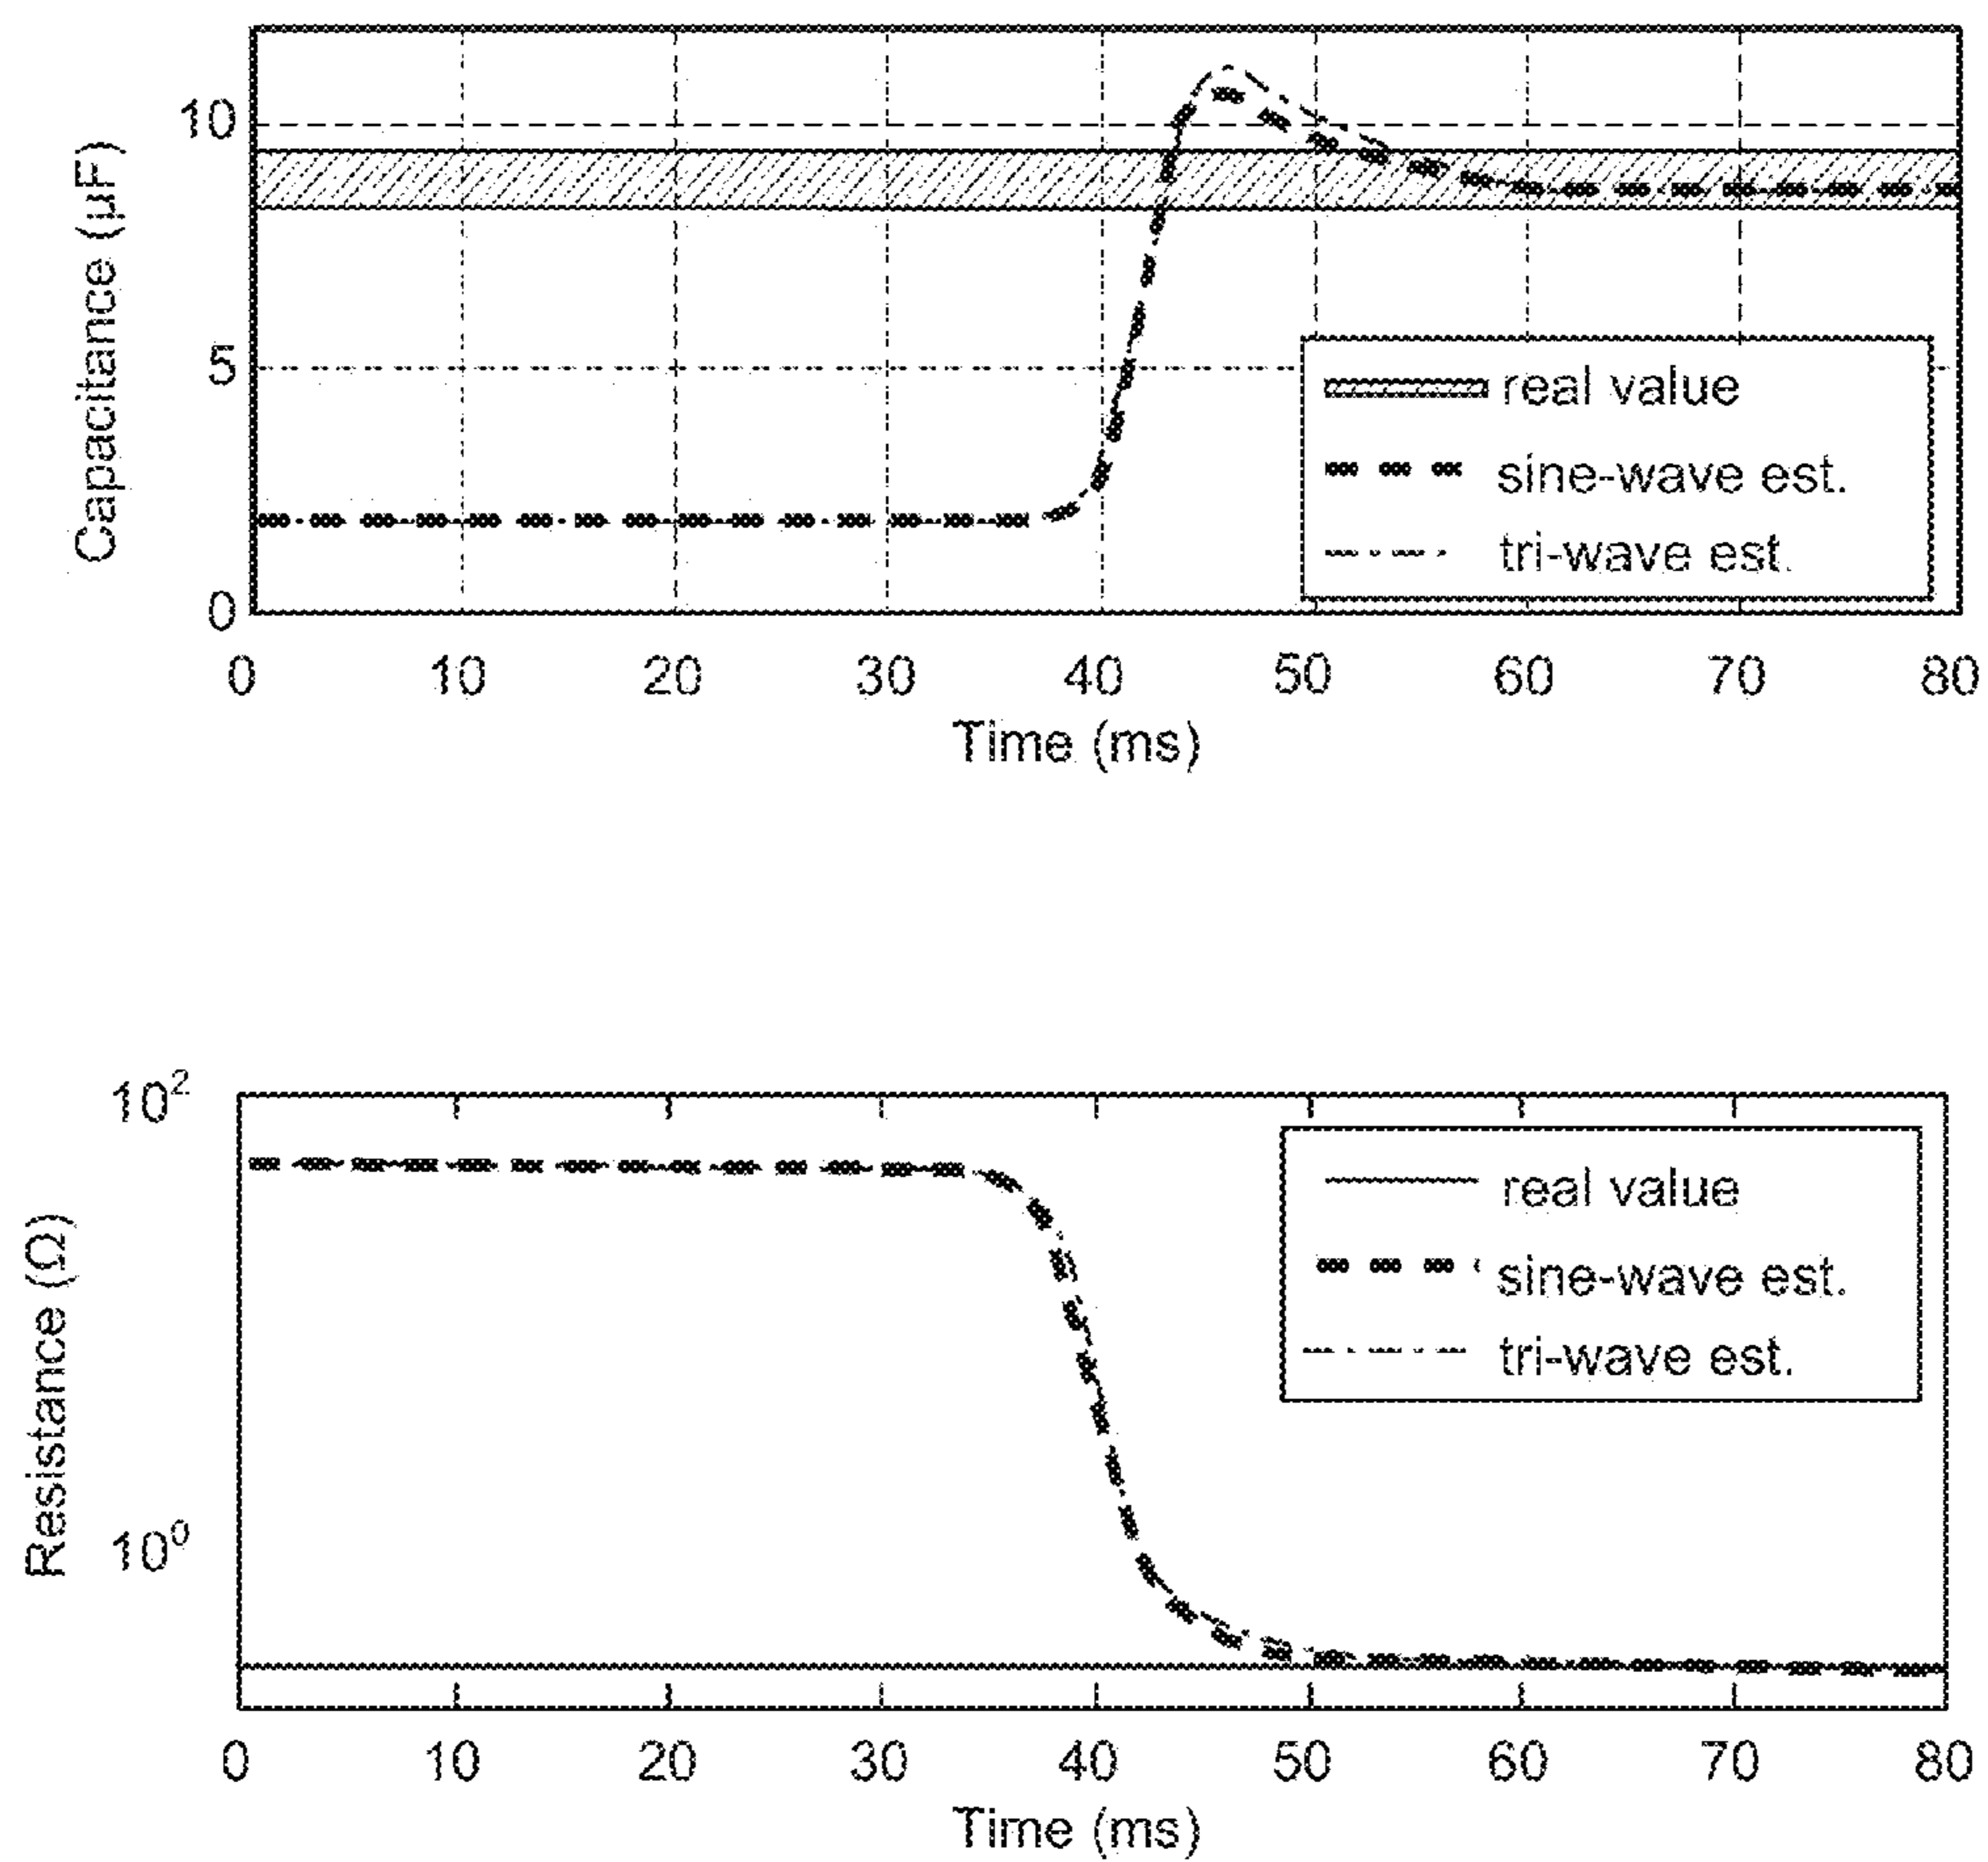 Capacitance (µF)
10
5
0
real value
sine-wave est.
tri-wave est.
0 10 20 30 40 50 60 70 80
Time (ms)
Resistance (Ω)
10²
10⁰
real value
sine-wave est.
tri-wave est.
0 10 20 30 40 50 60 70 80
Time (ms)